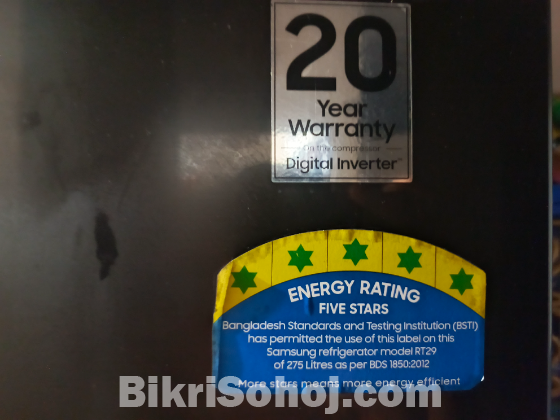 20
Year
Warranty
On the compressor
Digital Inverter™
ENERGY RATING
FIVE STARS
Bangladesh Standards and Testing Institution (BSTI)
has permitted the use of this label on this
Samsung refrigerator model RT29
of 275 Litres as per BDS 1850:2012
More stars means more energy efficient
BikriSohoj.com